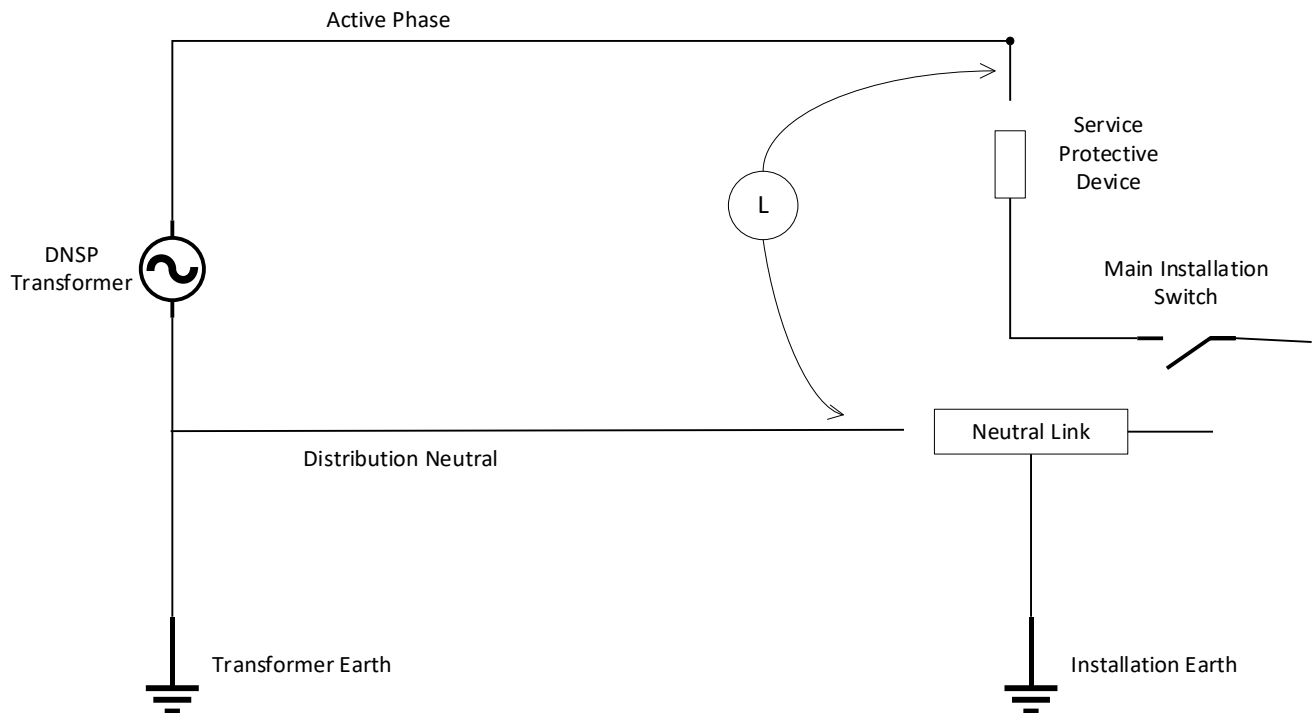 Active Phase
Service
Protective
Device
L
DNSP
Transformer
Main Installation
Switch
Neutral Link
Distribution Neutral
Transformer Earth
Installation Earth